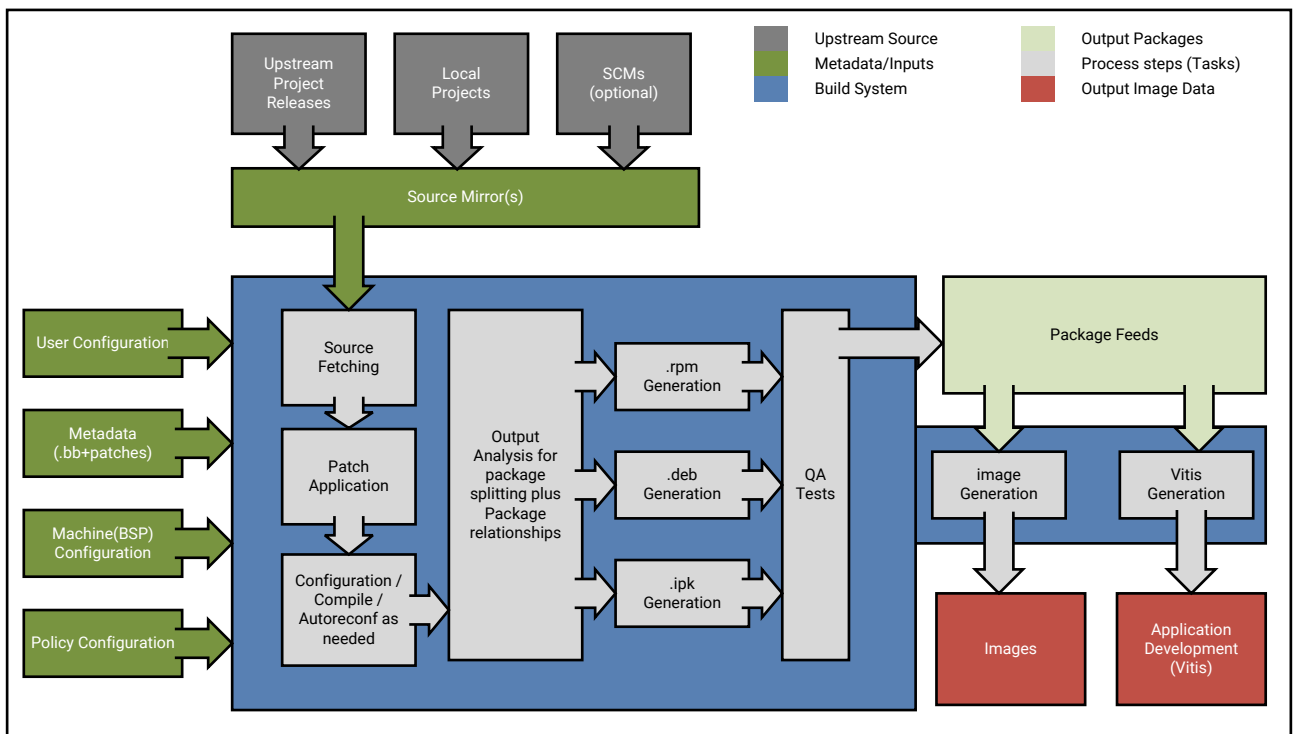 Upstream
Project
Releases
Local
Projects
SCMs
(optional)
Upstream Source
Metadata/Inputs
Build System
Output Packages
Process steps (Tasks)
Output Image Data
Source Mirror(s)
User Configuration
Metadata
(.bb+patches)
Machine(BSP)
Configuration
Policy Configuration
Source
Fetching
Patch
Application
Configuration /
Compile /
Autoreconf as
needed
Output
Analysis for
package
splitting plus
Package
relationships
.rpm
Generation
.deb
Generation
.ipk
Generation
QA
Tests
Package Feeds
image
Generation
Vitis
Generation
Images
Application
Development
(Vitis)